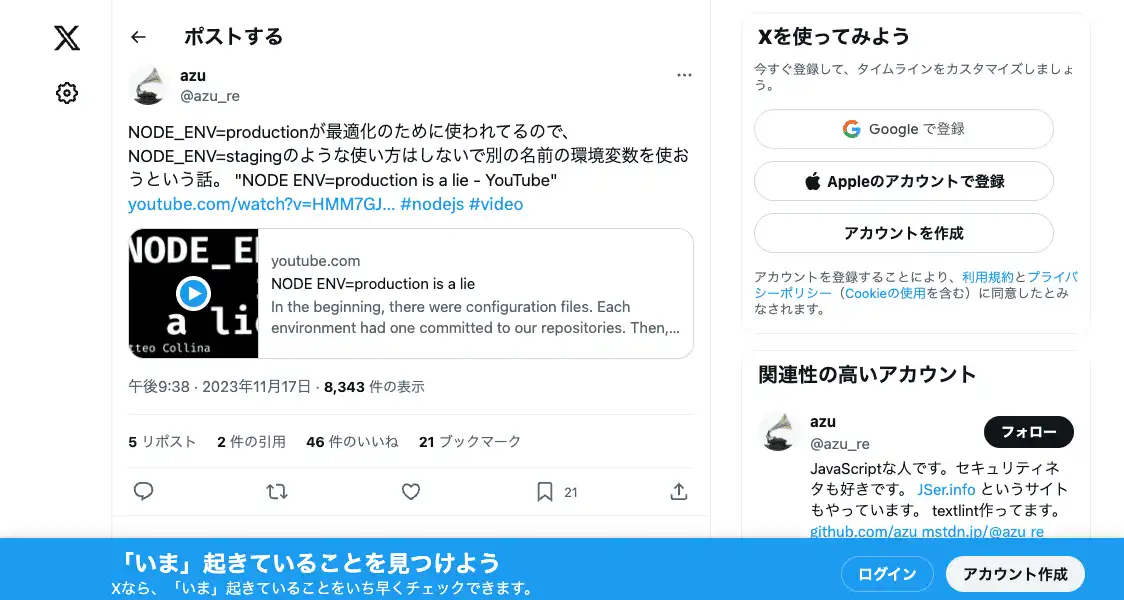 ポストする
azu
@azu_re
NODE_ENV=productionが最適化のために使われてるので、
NODE_ENV=stagingのような使い方はしないで別の名前の環境変数を使お
うという話。 "NODE ENV=production is a lie - YouTube"
youtube.com/watch?v=HMM7GJ... #nodejs #video
NODE_E
a li
tteo Collina
youtube.com
NODE ENV=production is a lie
In the beginning, there were configuration files. Each
environment had one committed to our repositories. Then,...
午後9:38 · 2023年11月17日 · 8,343 件の表示
5 リポスト 2 件の引用 46 件のいいね 21 ブックマーク
21
Xを使ってみよう
今すぐ登録して、タイムラインをカスタマイズしましょ
う。
Google で登録
Appleのアカウントで登録
アカウントを作成
アカウントを登録することにより、利用規約とプライバ
シーポリシー（Cookieの使用を含む）に同意したとみ
なされます。
関連性の高いアカウント
azu
@azu_re
フォロー
JavaScriptな人です。セキュリティネ
タも好きです。 JSer.info というサイト
もやっています。 textlint作ってます。
github.com/azu mstdn.jp/@azu_re
「いま」起きていることを見つけよう
Xなら、「いま」起きていることをいち早くチェックできます。
ログイン
アカウント作成